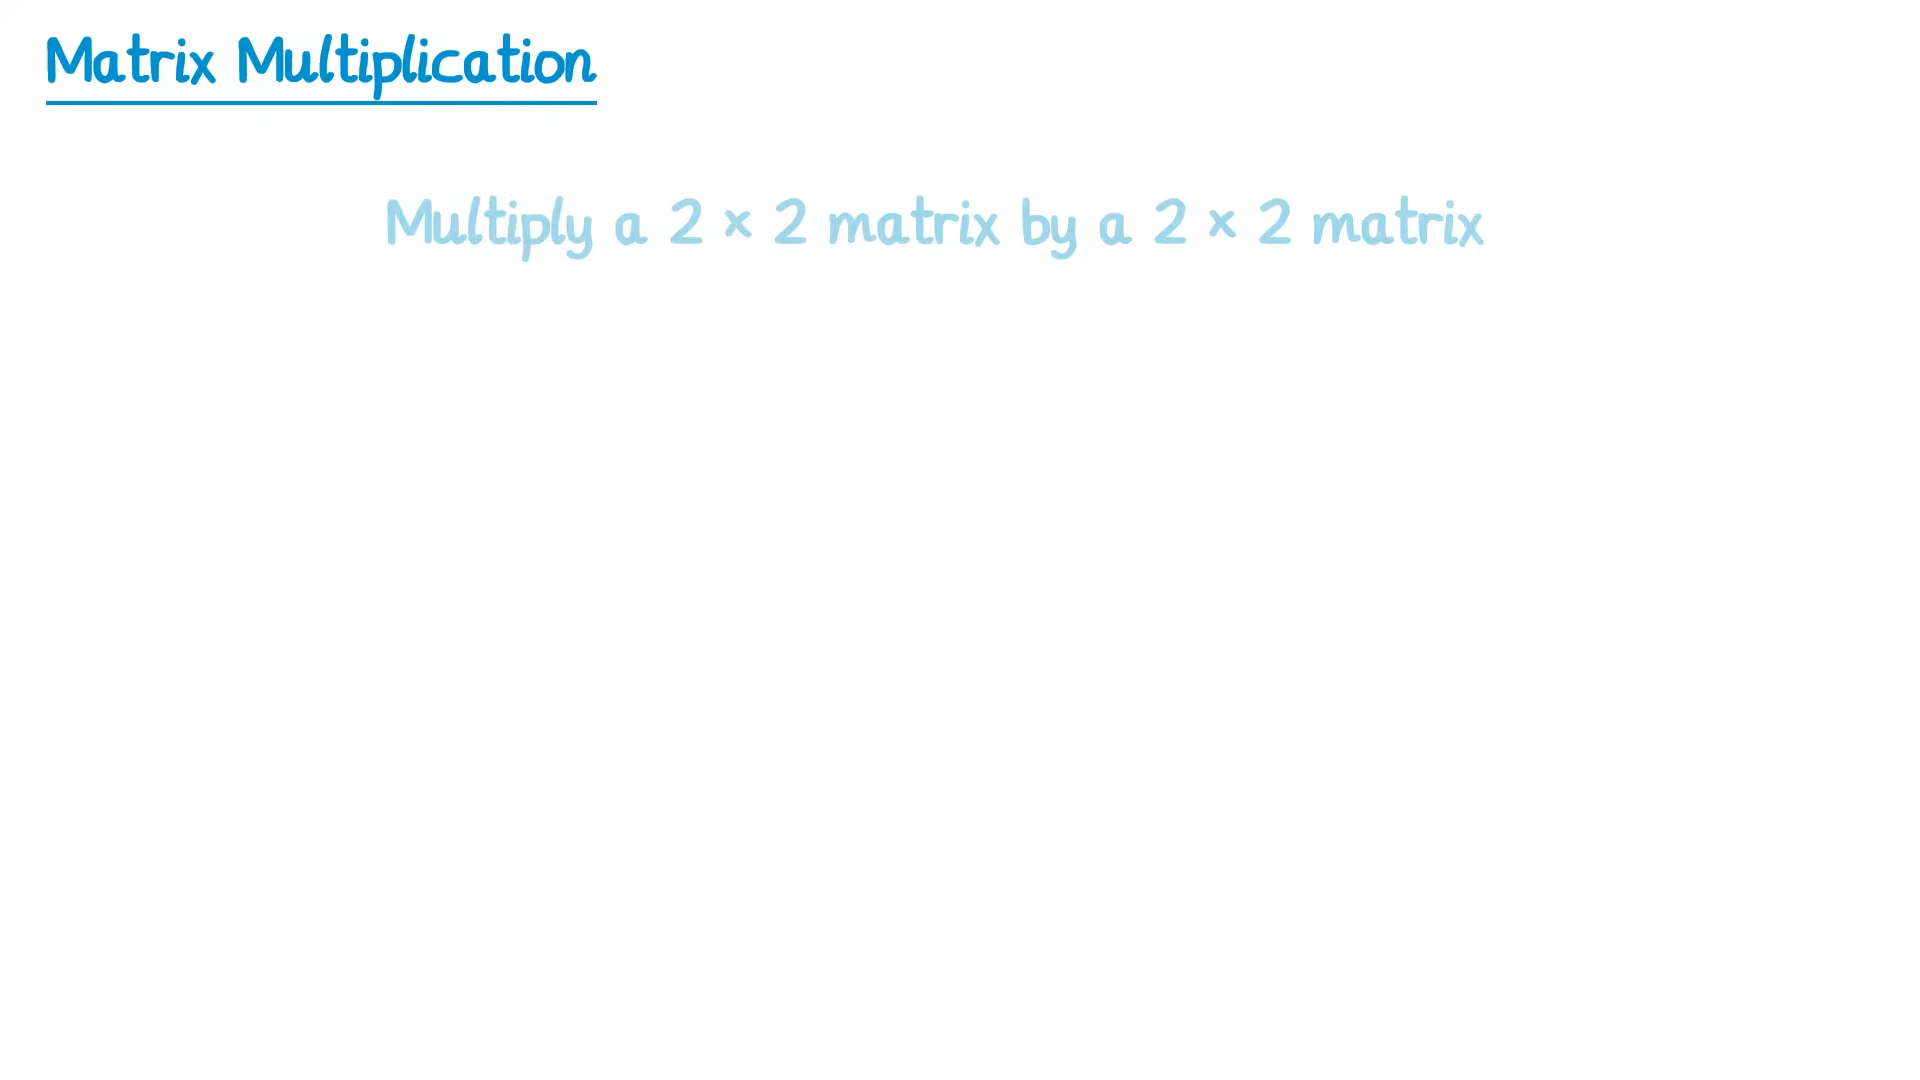 Matrix Multiplication
Multiply a 2 × 2 matrix by a 2 × 2 matrix